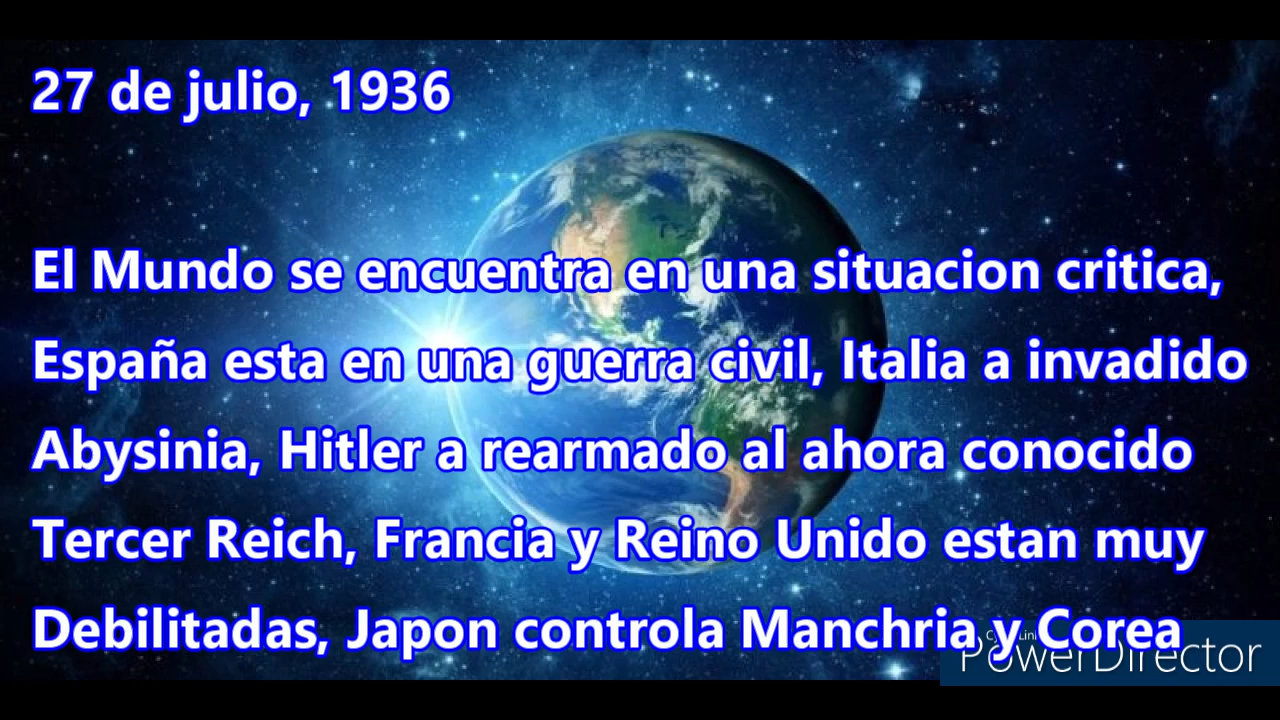 27 de julio, 1936
El Mundo se encuentra en una situacion critica,
España esta en una guerra civil, Italia a invadido
Abysinia, Hitler a rearmado al ahora conocido
Tercer Reich, Francia y Reino Unido estan muy
Debilitadas, Japon controla Manchria y Corea
PowerDirector